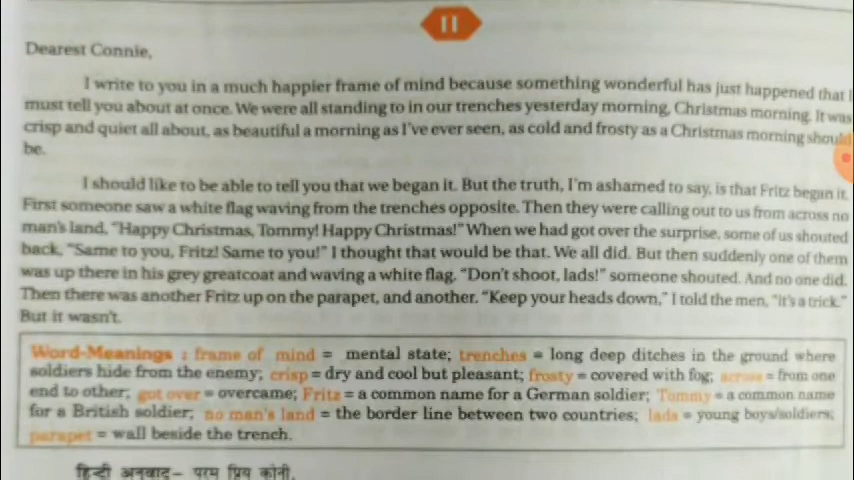 II
Dearest Connie,
I write to you in a much happier frame of mind because something wonderful has just happened that I
must tell you about at once. We were all standing to in our trenches yesterday morning, Christmas morning. It was
crisp and quiet all about, as beautiful a morning as I've ever seen, as cold and frosty as a Christmas morning should
be.
I should like to be able to tell you that we began it. But the truth, I'm ashamed to say, is that Fritz began it.
First someone saw a white flag waving from the trenches opposite. Then they were calling out to us from across no
man's land, "Happy Christmas, Tommy! Happy Christmas!" When we had got over the surprise, some of us shouted
back, "Same to you, Fritz! Same to you!" I thought that would be that. We all did. But then suddenly one of them
was up there in his grey greatcoat and waving a white flag. "Don't shoot, lads!" someone shouted. And no one did.
Then there was another Fritz up on the parapet, and another. "Keep your heads down," I told the men, "it's a trick."
But it wasn't.
Word-Meanings : frame of mind = mental state; trenches = long deep ditches in the ground where
soldiers hide from the enemy; crisp = dry and cool but pleasant; frosty = covered with fog; across = from one
end to other; got over = overcame; Fritz = a common name for a German soldier; Tommy = a common name
for a British soldier; no man's land = the border line between two countries; lads = young boys/soldiers;
parapet = wall beside the trench.
हिन्दी अनुवाद– परम प्रिय कोनी,